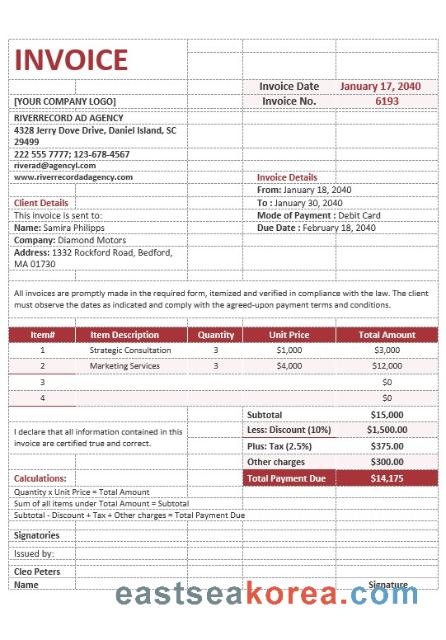 INVOICE
Invoice Date January 17, 2040
[YOUR COMPANY LOGO] Invoice No. 6193
RIVERRECORD AD AGENCY
4328 Jerry Dove Drive, Daniel Island, SC
29499
222 555 7777; 123-678-4567
riverad@agencyl.com
www.riverrecordadagency.com
Invoice Details
From: January 18, 2040
Client Details
To : January 30, 2040
This invoice is sent to:
Mode of Payment : Debit Card
Name: Samira Philipps
Due Date : February 18, 2040
Company: Diamond Motors
Address: 1332 Rockford Road, Bedford,
MA 01730
All invoices are promptly made in the required form, itemized and verified in compliance with the law. The client
must observe the dates as indicated and comply with the agreed-upon payment terms and conditions.
Item# Item Description Quantity Unit Price Total Amount
1 Strategic Consultation 3 $1,000 $3,000
2 Marketing Services 3 $4,000 $12,000
3 $0
4 $0
Subtotal $15,000
I declare that all information contained in this
invoice are certified true and correct.
Less: Discount (10%) $1,500.00
Plus: Tax (2.5%) $375.00
Other charges $300.00
Calculations: Total Payment Due $14,175
Quantity x Unit Price = Total Amount
Sum of all items under Total Amount = Subtotal
Subtotal - Discount + Tax + Other charges = Total Payment Due
Signatories
Issued by:
Cleo Peters
Name Signature
eastseakorea.com